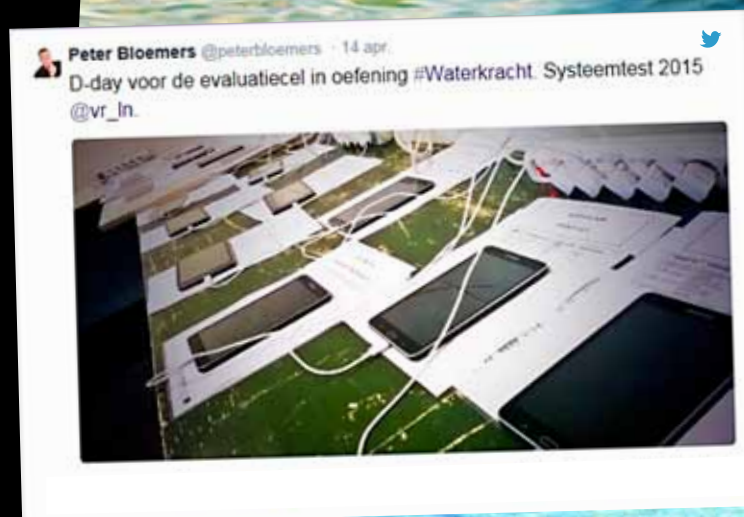 Peter Bloemers @peterbloemers · 14 apr.
D-day voor de evaluatiecel in oefening #Waterkracht. Systeemtest 2015
@vr_ln.